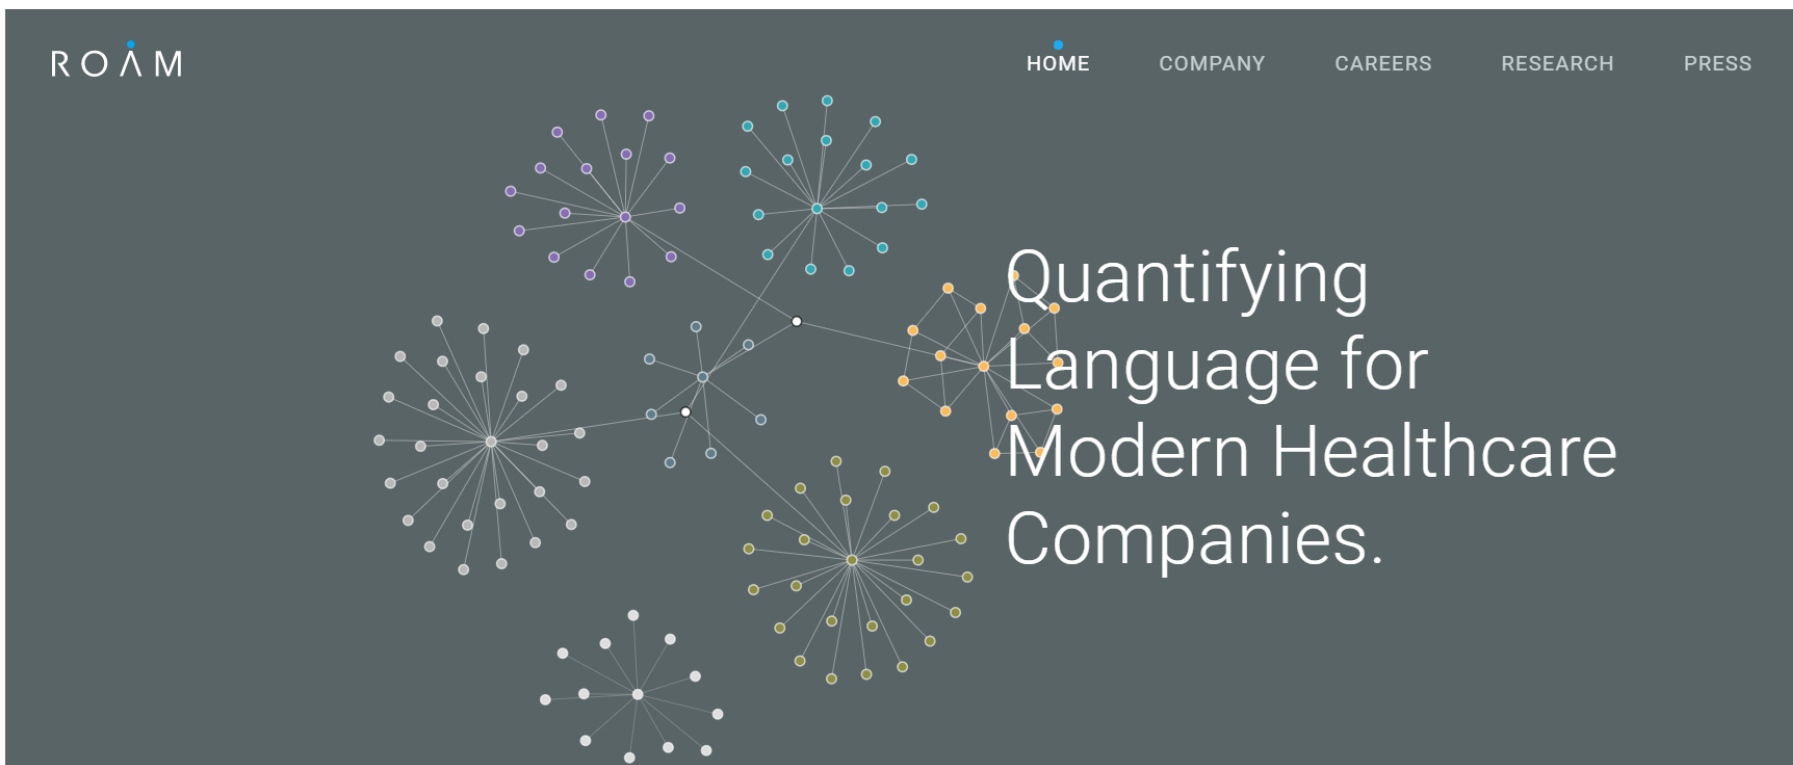 ROAM
HOME COMPANY CAREERS RESEARCH PRESS
Quantifying
Language for
Modern Healthcare
Companies.